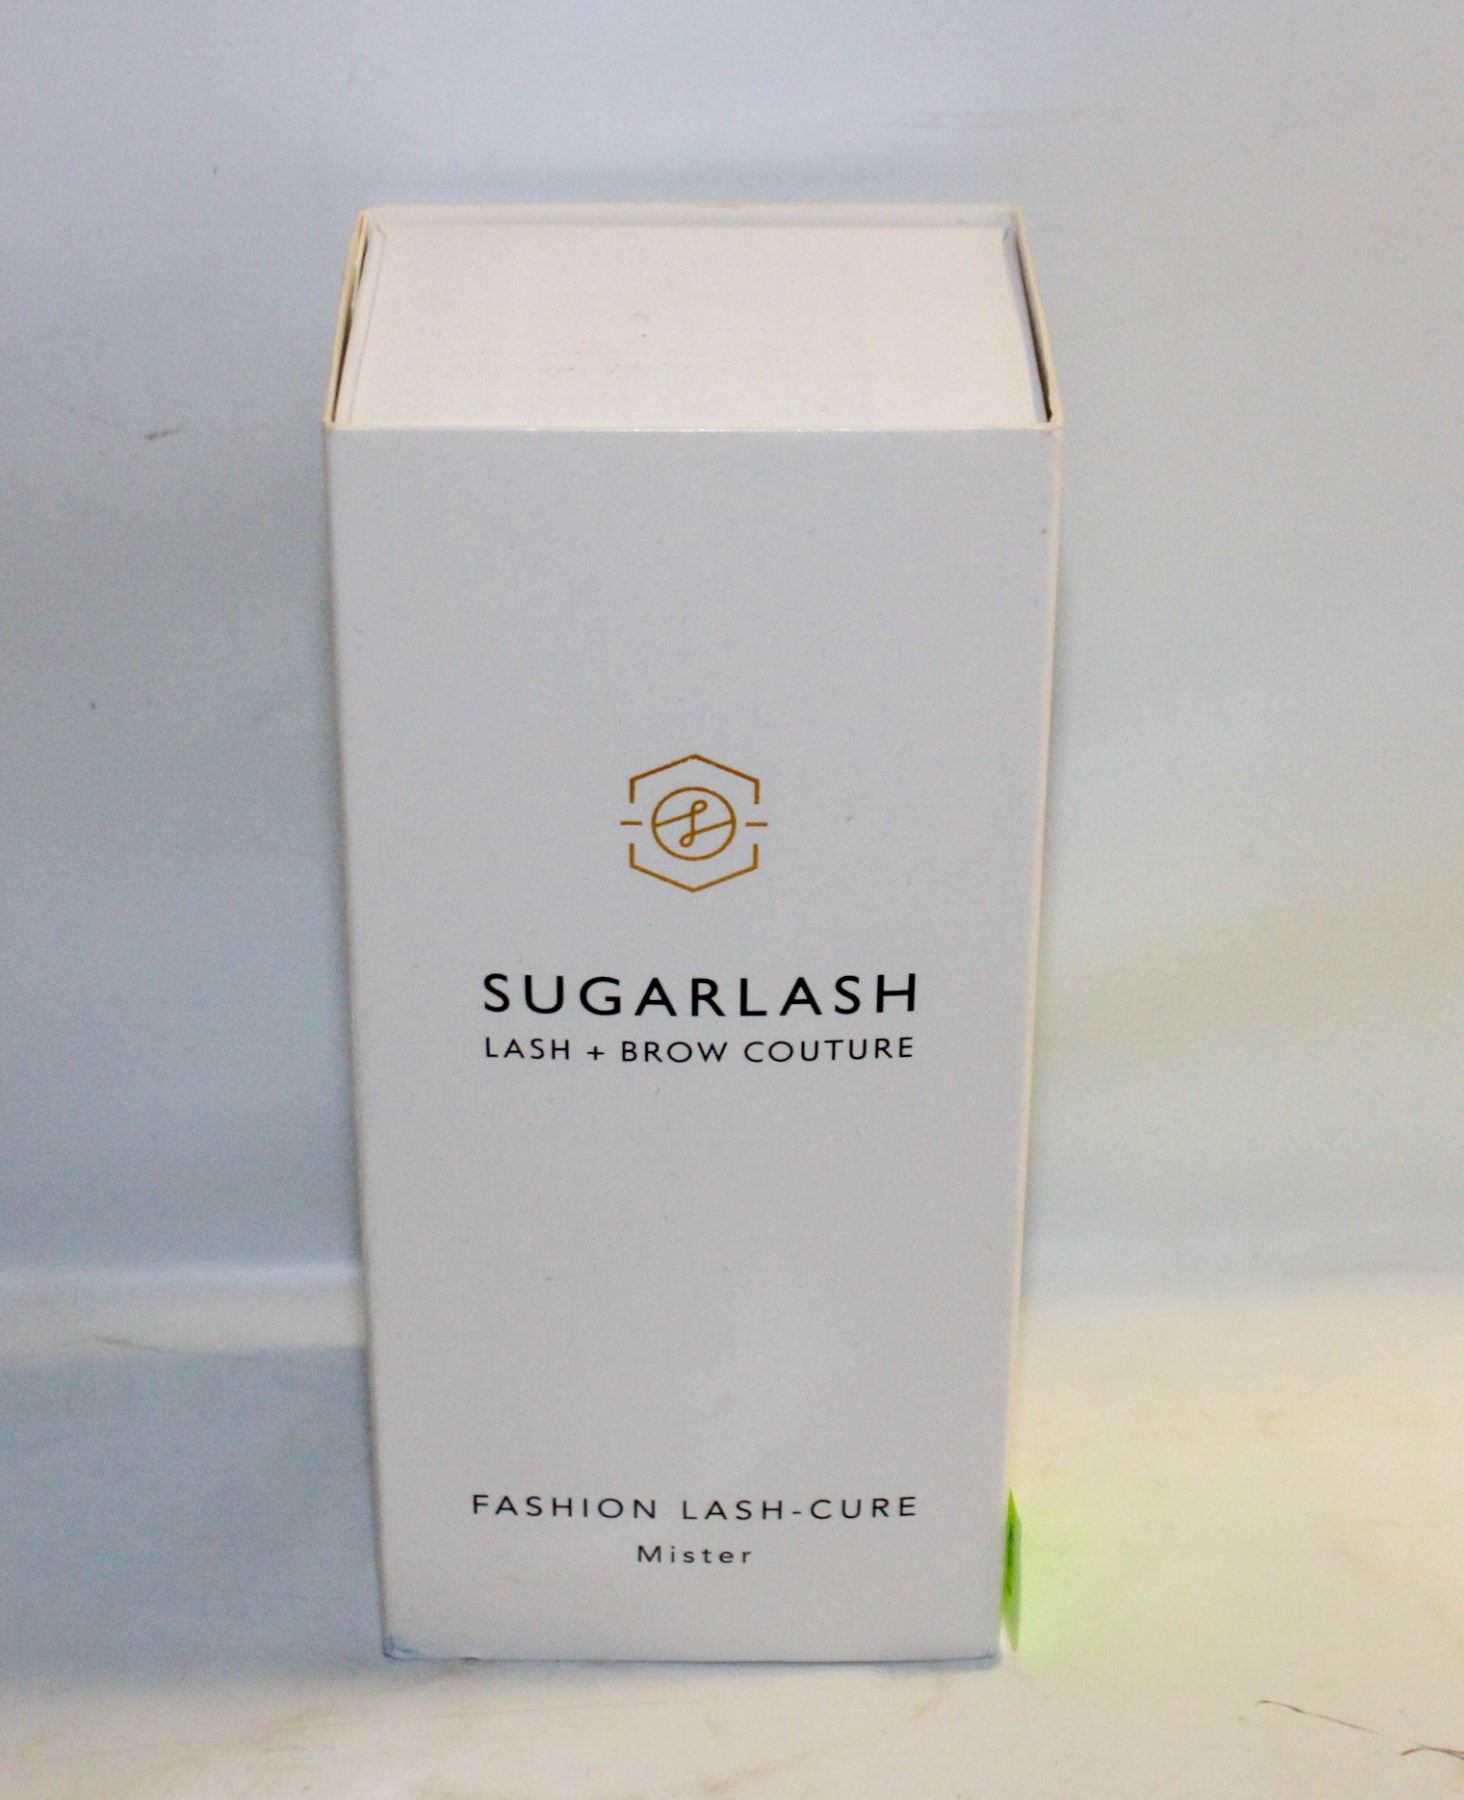 SUGARLASH
LASH + BROW COUTURE
FASHION LASH-CURE
Mister